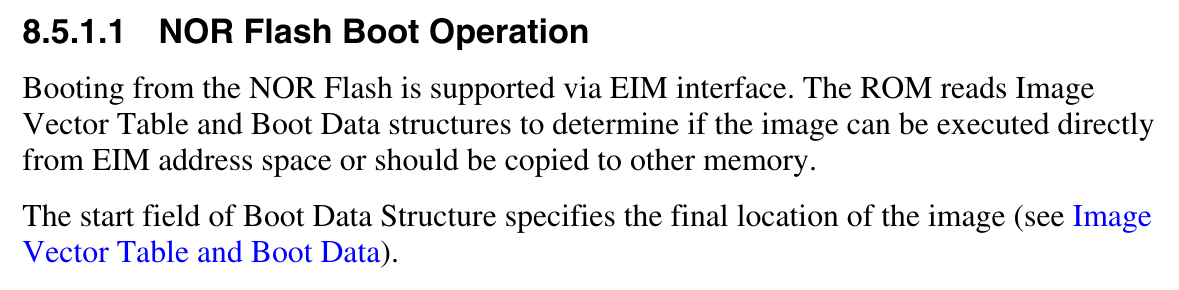 8.5.1.1 NOR Flash Boot Operation
Booting from the NOR Flash is supported via EIM interface. The ROM reads Image
Vector Table and Boot Data structures to determine if the image can be executed directly
from EIM address space or should be copied to other memory.
The start field of Boot Data Structure specifies the final location of the image (see Image
Vector Table and Boot Data).